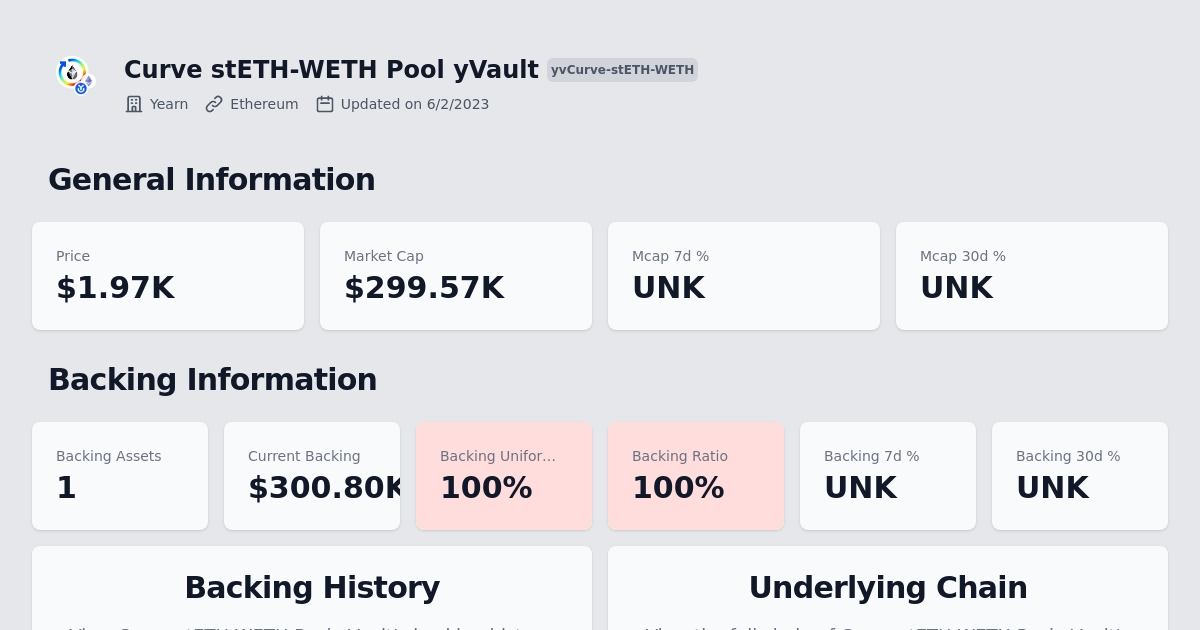 Curve stETH-WETH Pool yVault yvCurve-stETH-WETH
Yearn Ethereum Updated on 6/2/2023
General Information
Price Market Cap Mcap 7d % Mcap 30d %
$1.97K $299.57K UNK UNK
Backing Information
Backing Assets Current Backing Backing Unifor… Backing Ratio Backing 7d % Backing 30d %
1 $300.80K 100% 100% UNK UNK
Backing History Underlying Chain